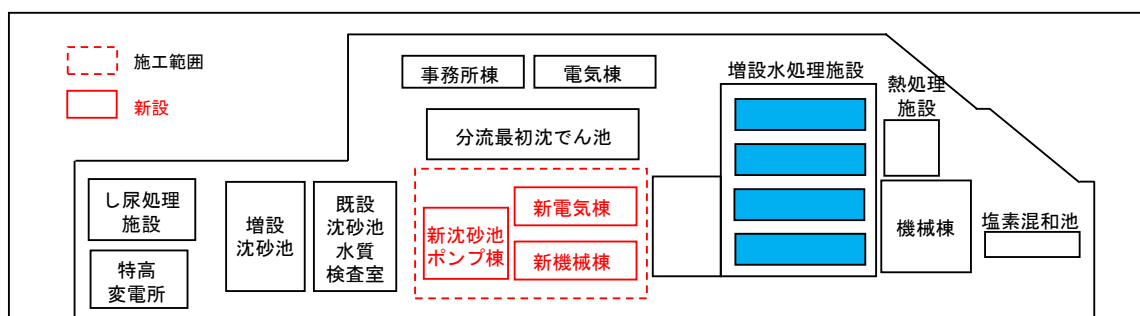 施工範囲
新設
事務所棟
電気棟
増設水処理施設
熱処理
施設
分流最初沈でん池
し尿処理
施設
特高
変電所
増設
沈砂池
既設
沈砂池
水質
検査室
新沈砂池
ポンプ棟
新電気棟
新機械棟
機械棟
塩素混和池